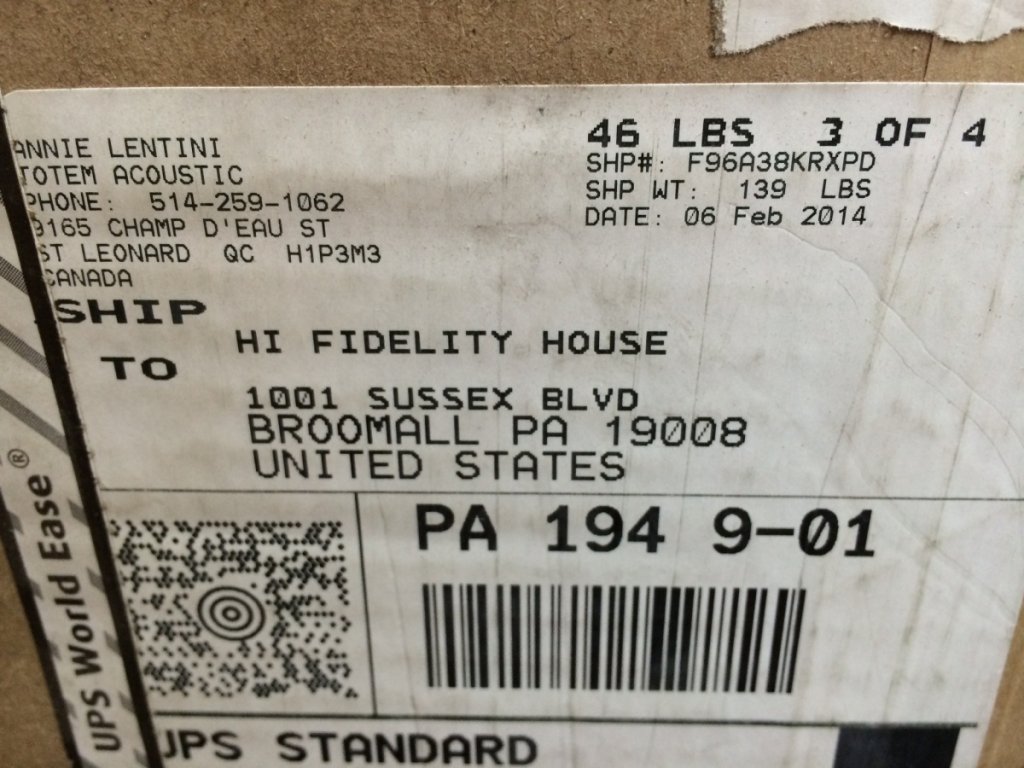 ANNIE LENTINI
TOTEM ACOUSTIC
PHONE: 514-259-1062
9165 CHAMP D'EAU ST
ST LEONARD QC H1P3M3
CANADA
46 LBS 3 OF 4
SHP#: F96A38KRXPD
SHP WT: 139 LBS
DATE: 06 Feb 2014
SHIP
TO
HI FIDELITY HOUSE
1001 SUSSEX BLVD
BROOMALL PA 19008
UNITED STATES
PA 194 9-01
UPS STANDARD
UPS World Ease®